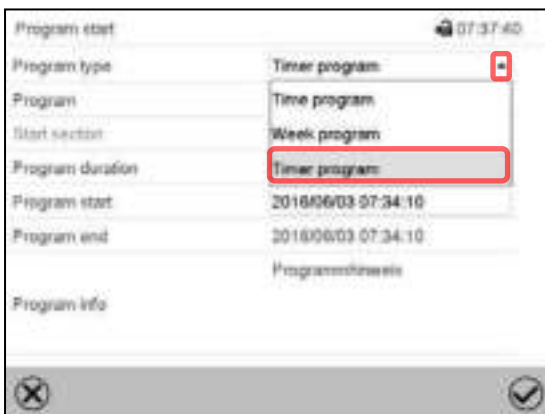 Program start 07:37:40
Program type Timer program
Program Time program
Start section Week program
Program duration Timer program
Program start 2016/06/03 07:34:10
Program end 2016/06/03 07:34:10
Programmhinweis
Program info